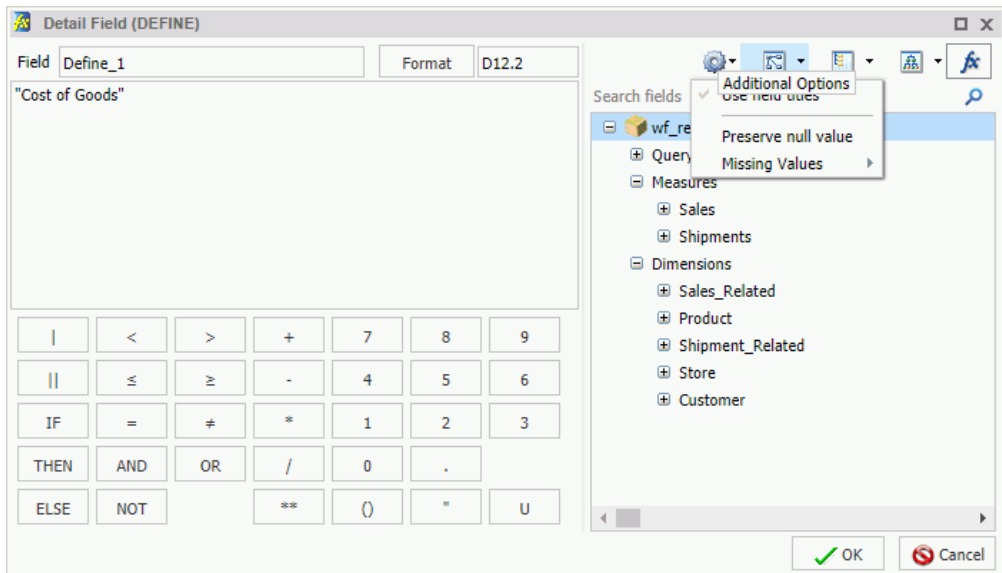 Detail Field (DEFINE)
Field Define_1 Format D12.2
"Cost of Goods"
Additional Options
Search fields
Use field titles
wf_re
Preserve null value
Query
Missing Values
Measures
Sales
Shipments
Dimensions
Sales_Related
Product
Shipment_Related
Store
Customer
| < > + 7 8 9
|| ≤ ≥ - 4 5 6
IF = ≠ * 1 2 3
THEN AND OR / 0 .
ELSE NOT ** () " U
OK Cancel